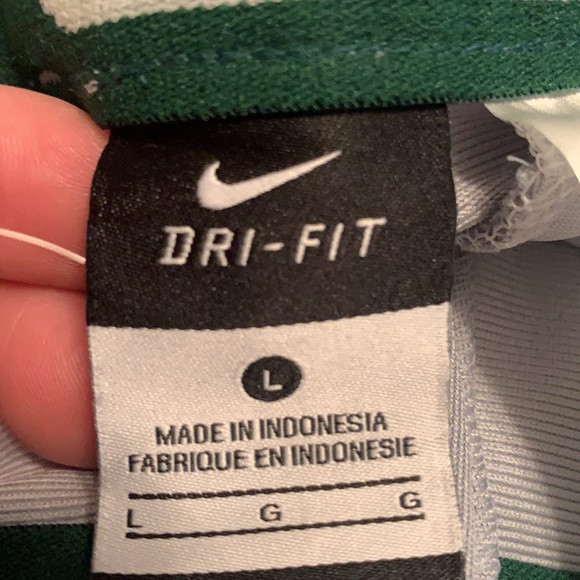 DRI-FIT
L
MADE IN INDONESIA
FABRIQUE EN INDONESIE
L G G